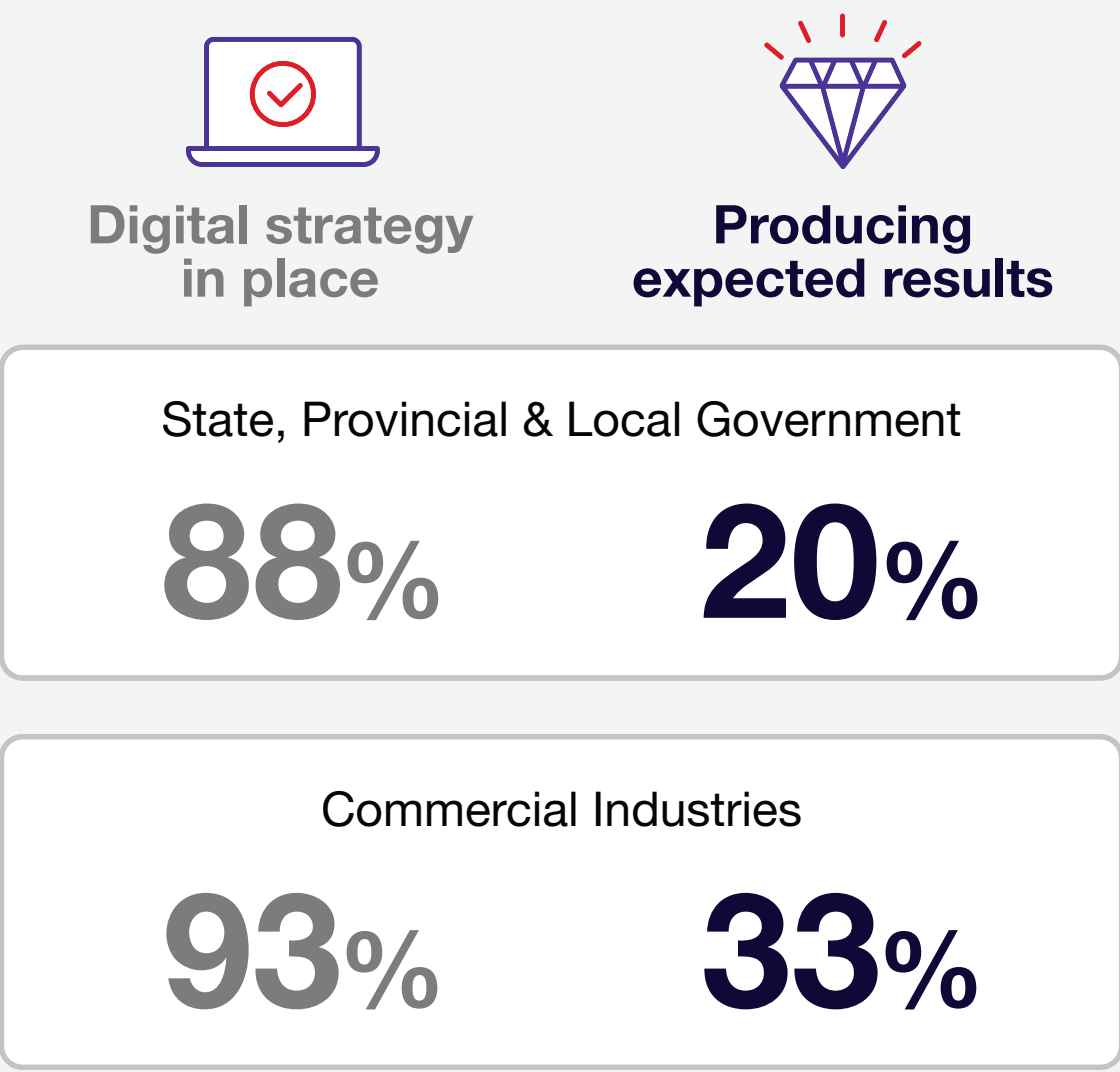 Digital strategy
in place
Producing
expected results
State, Provincial & Local Government
88%
20%
Commercial Industries
93%
33%